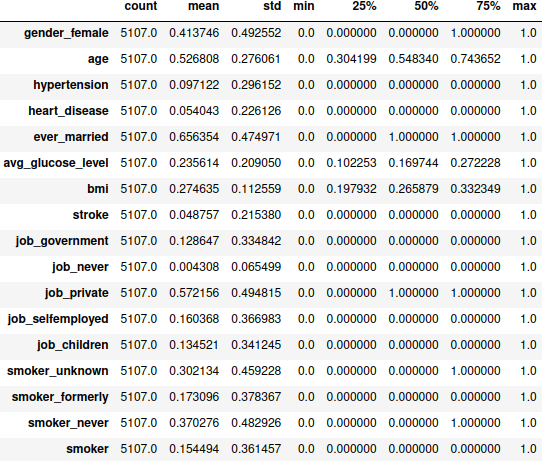 count mean std min 25% 50% 75% max
gender_female 5107.0 0.413746 0.492552 0.0 0.000000 0.000000 1.000000 1.0
age 5107.0 0.526808 0.276061 0.0 0.304199 0.548340 0.743652 1.0
hypertension 5107.0 0.097122 0.296152 0.0 0.000000 0.000000 0.000000 1.0
heart_disease 5107.0 0.054043 0.226126 0.0 0.000000 0.000000 0.000000 1.0
ever_married 5107.0 0.656354 0.474971 0.0 0.000000 1.000000 1.000000 1.0
avg_glucose_level 5107.0 0.235614 0.209050 0.0 0.102253 0.169744 0.272228 1.0
bmi 5107.0 0.274635 0.112559 0.0 0.197932 0.265879 0.332349 1.0
stroke 5107.0 0.048757 0.215380 0.0 0.000000 0.000000 0.000000 1.0
job_government 5107.0 0.128647 0.334842 0.0 0.000000 0.000000 0.000000 1.0
job_never 5107.0 0.004308 0.065499 0.0 0.000000 0.000000 0.000000 1.0
job_private 5107.0 0.572156 0.494815 0.0 0.000000 1.000000 1.000000 1.0
job_selfemployed 5107.0 0.160368 0.366983 0.0 0.000000 0.000000 0.000000 1.0
job_children 5107.0 0.134521 0.341245 0.0 0.000000 0.000000 0.000000 1.0
smoker_unknown 5107.0 0.302134 0.459228 0.0 0.000000 0.000000 1.000000 1.0
smoker_formerly 5107.0 0.173096 0.378367 0.0 0.000000 0.000000 0.000000 1.0
smoker_never 5107.0 0.370276 0.482926 0.0 0.000000 0.000000 1.000000 1.0
smoker 5107.0 0.154494 0.361457 0.0 0.000000 0.000000 0.000000 1.0